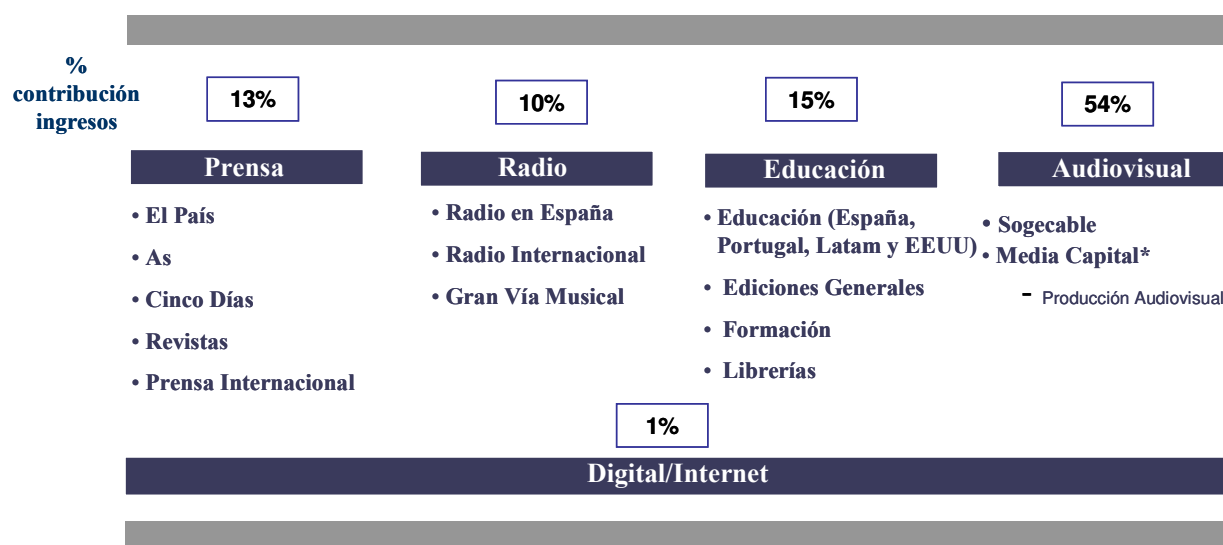 %
contribución
ingresos
13%
10%
15%
54%
Prensa
• El País
• As
• Cinco Días
• Revistas
• Prensa Internacional
Radio
• Radio en España
• Radio Internacional
• Gran Vía Musical
Educación
• Educación (España,
Portugal, Latam y EEUU)
• Ediciones Generales
• Formación
• Librerías
Audiovisual
• Sogecable
• Media Capital*
- Producción Audiovisual
1%
Digital/Internet